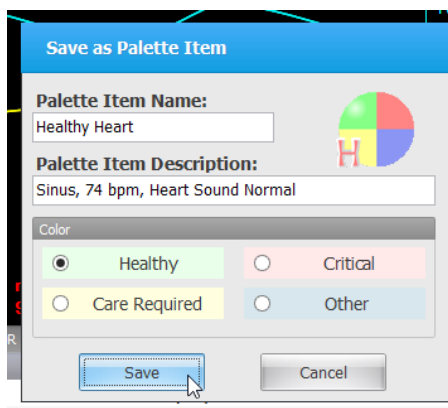 Save as Palette Item
Palette Item Name:
Healthy Heart
H
Palette Item Description:
Sinus, 74 bpm, Heart Sound Normal
Color
Healthy
Critical
Care Required
Other
R
Save
Cancel